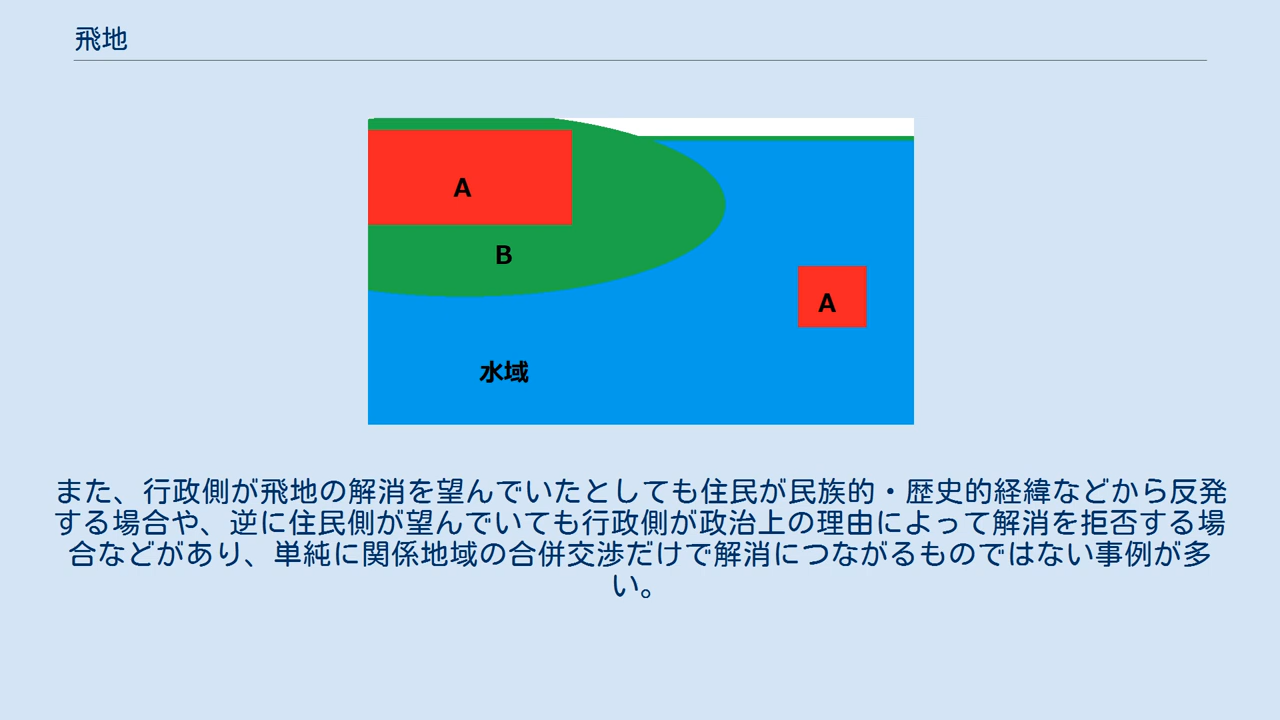 飛地
A
B
A
水域
また、行政側が飛地の解消を望んでいたとしても住民が民族的・歴史的経緯などから反発
する場合や、逆に住民側が望んでいても行政側が政治上の理由によって解消を拒否する場
合などがあり、単純に関係地域の合併交渉だけで解消につながるものではない事例が多
い。